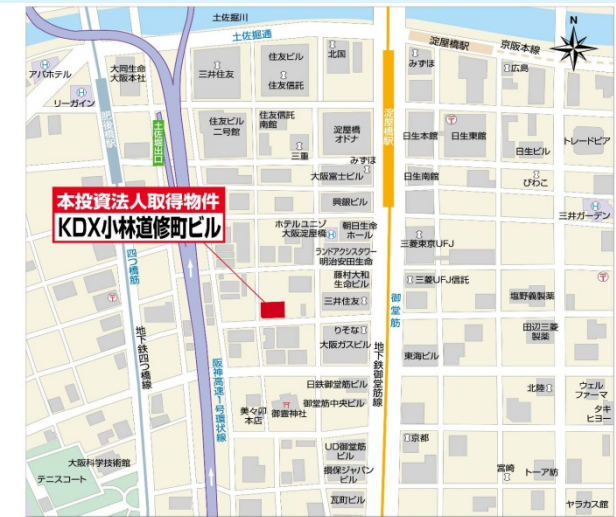 土佐堀川
土佐堀通
淀屋橋駅
京阪本線
N
アパホテル
大同生命
大阪本社
三井住友
住友ビル
住友信託
北国
みずほ
広島
リーガイン
肥後橋駅
土佐堀出口
住友ビル
二号館
住友信託
南館
三重
淀屋橋
オドナ
みずほ
淀屋橋駅
日生本館
日生東館
日生ビル
トレードピア
大阪富士ビル
日生南館
びわこ
興銀ビル
三井ガーデン
本投資法人取得物件
KDX小林道修町ビル
ホテルユニゾ
大阪淀屋橋
朝日生命
ホール
ランドアクシスタワー
明治安田生命
三菱東京UFJ
四つ橋筋
藤村大和
生命ビル
三菱UFJ信託
三井住友
御堂筋
塩野義製薬
りそな
大阪ガスビル
田辺三菱
製薬
地下鉄四つ橋線
阪神高速1号環状線
地下鉄御堂筋線
東海ビル
日鉄御堂筋ビル
北陸
ウェル
ファーマ
美々卯
本店
御霊神社
御堂筋中央ビル
タキ
ヒヨー
UD御堂筋
ビル
京都
大阪科学技術館
テニスコート
損保ジャパン
ビル
宮崎
トーア紡
瓦町ビル
ヤラカス館